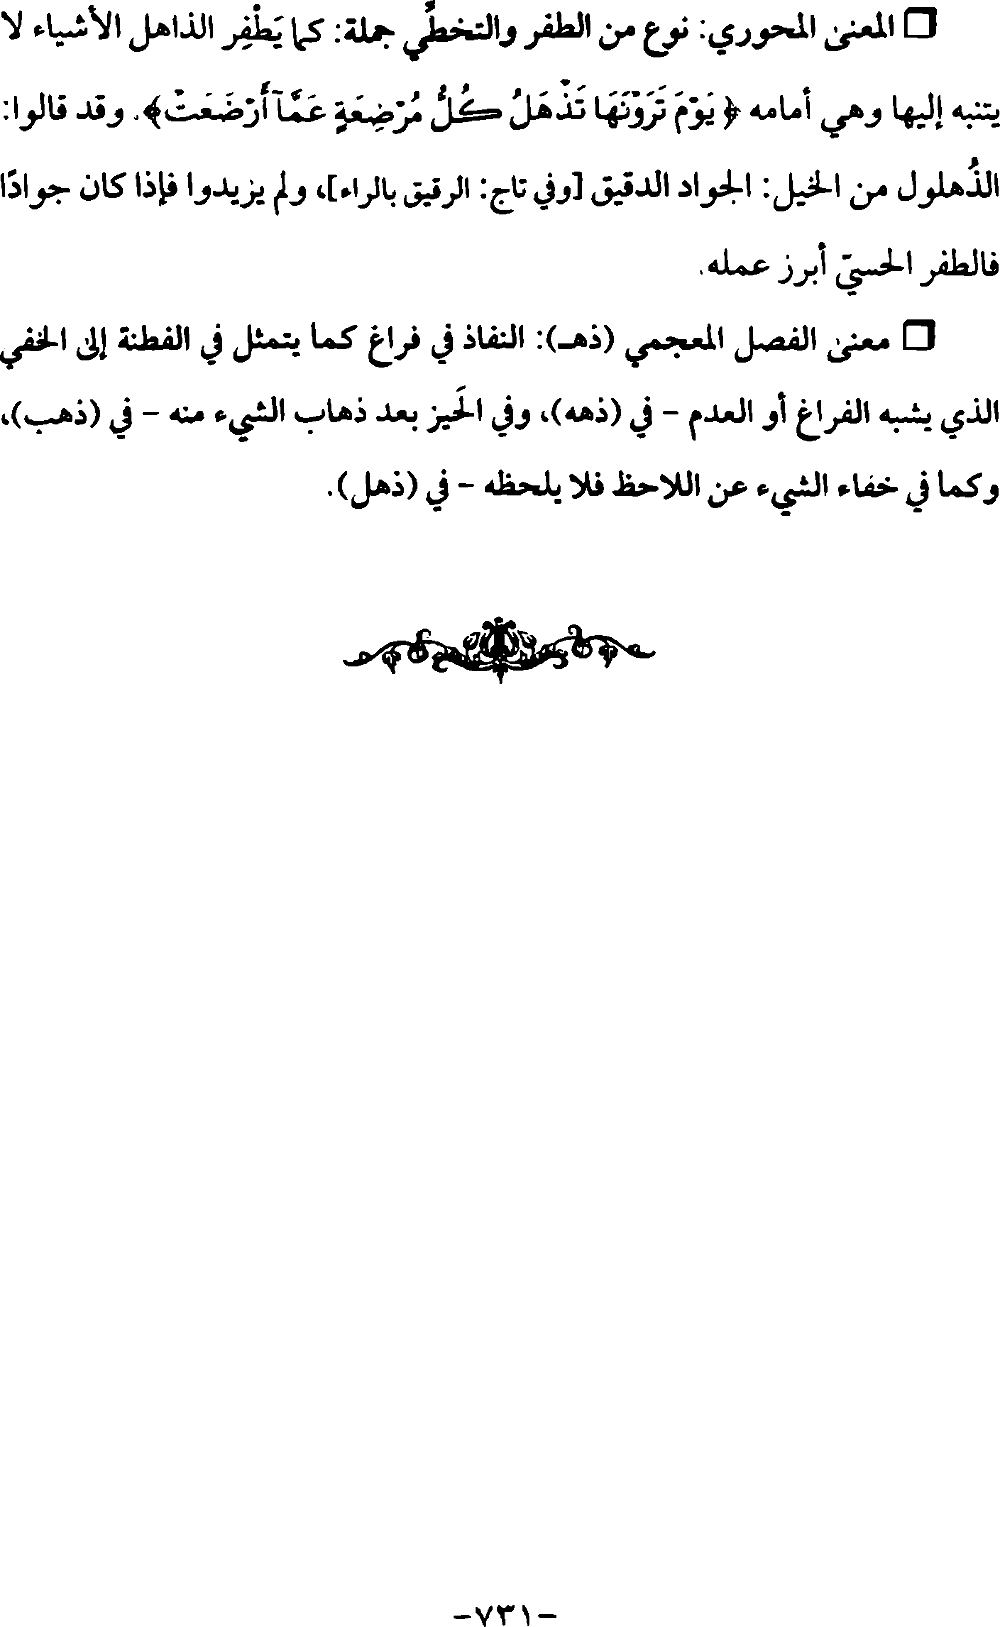 ❒ المعنى المحوري: نوع من الطفر والتخطِّي جملة: كما يَطْفِر الذاهل الأشياء لا
يتنبه إليها وهي أمامه ﴿يَوْمَ تَرَوْنَهَا تَذْهَلُ كُلُّ مُرْضِعَةٍ عَمَّآ أَرْضَعَتْ﴾. وقد قالوا:
الذُهلول من الخيل: الجواد الدقيق [وفي تاج: الرقيق بالراء]، ولم يزيدوا فإذا كان جوادًا
فالطفر الحسيّ أبرز عمله.
❒ معنى الفصل المعجمي (ذهـ): النفاذ في فراغ كما يتمثل في الفطنة إلى الخفي
الذي يشبه الفراغ أو العدم - في (ذهه)، وفي الحَيز بعد ذهاب الشيء منه - في (ذهب)،
وكما في خفاء الشيء عن اللاحظ فلا يلحظه - في (ذهل).
-٧٣١-